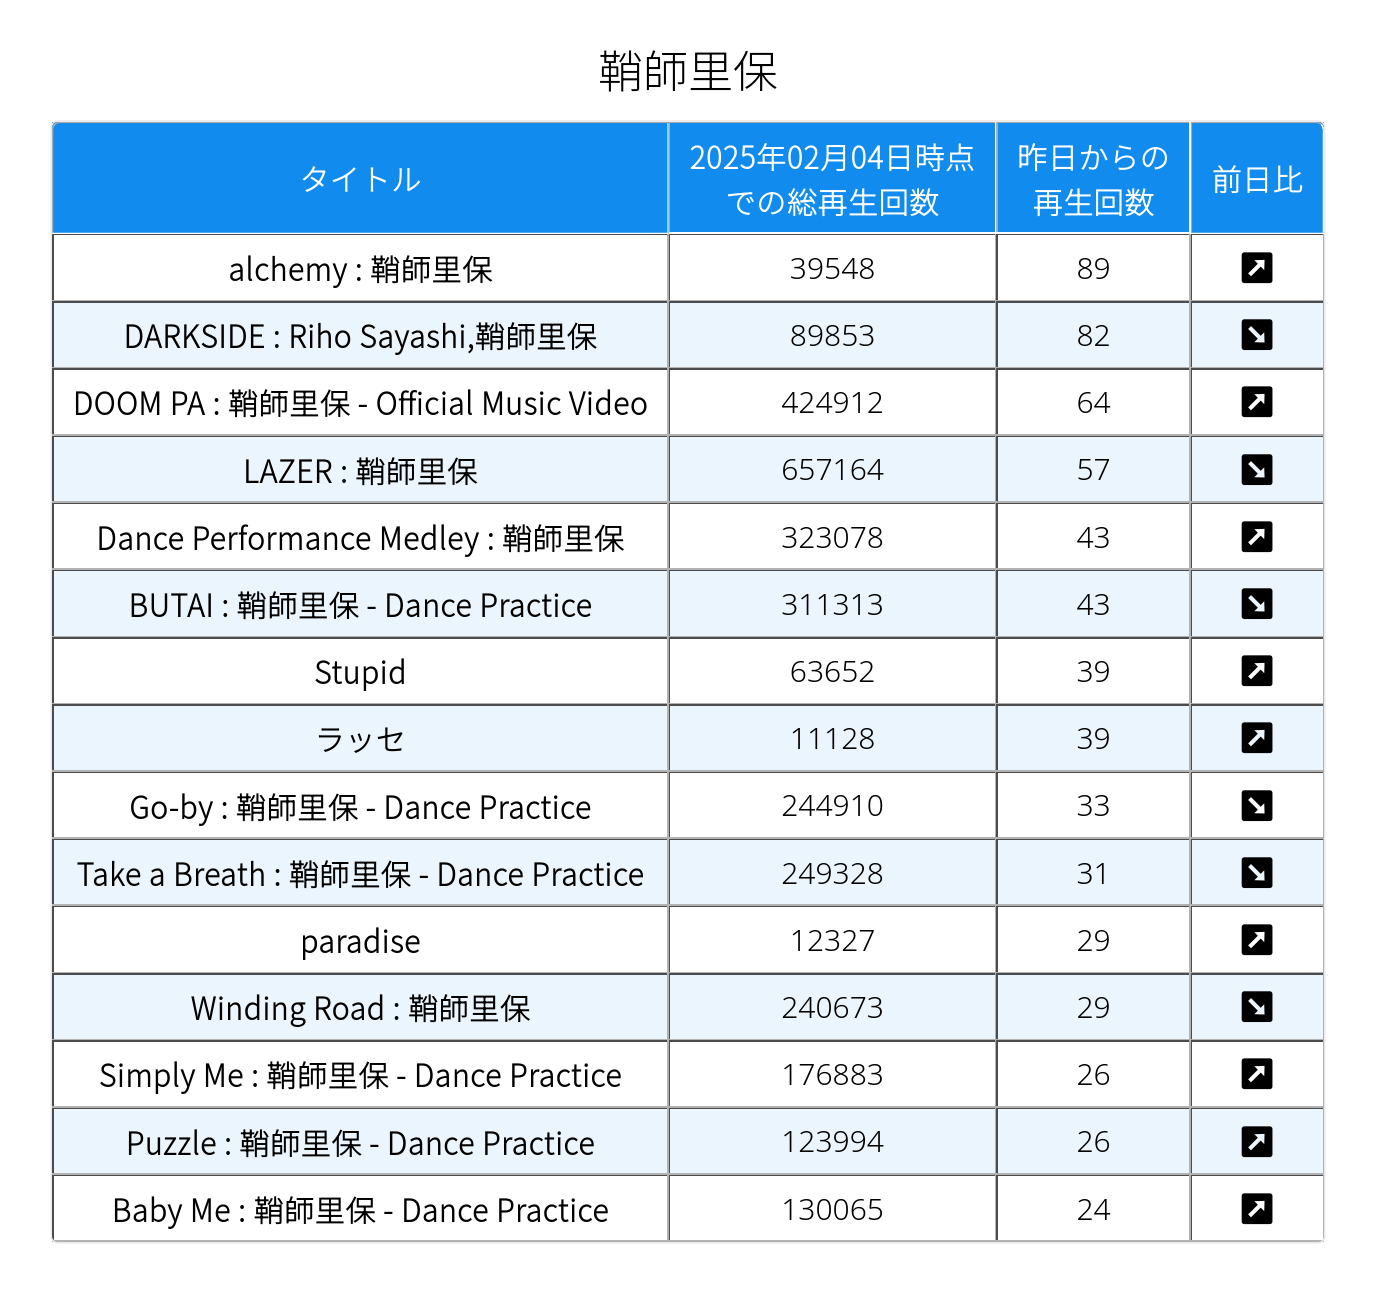 鞘師里保
タイトル 2025年02月04日時点での総再生回数 昨日からの再生回数 前日比
alchemy : 鞘師里保 39548 89 ↗
DARKSIDE : Riho Sayashi,鞘師里保 89853 82 ↘
DOOM PA : 鞘師里保 - Official Music Video 424912 64 ↗
LAZER : 鞘師里保 657164 57 ↘
Dance Performance Medley : 鞘師里保 323078 43 ↗
BUTAI : 鞘師里保 - Dance Practice 311313 43 ↘
Stupid 63652 39 ↗
ラッセ 11128 39 ↗
Go-by : 鞘師里保 - Dance Practice 244910 33 ↘
Take a Breath : 鞘師里保 - Dance Practice 249328 31 ↘
paradise 12327 29 ↗
Winding Road : 鞘師里保 240673 29 ↘
Simply Me : 鞘師里保 - Dance Practice 176883 26 ↗
Puzzle : 鞘師里保 - Dance Practice 123994 26 ↗
Baby Me : 鞘師里保 - Dance Practice 130065 24 ↗